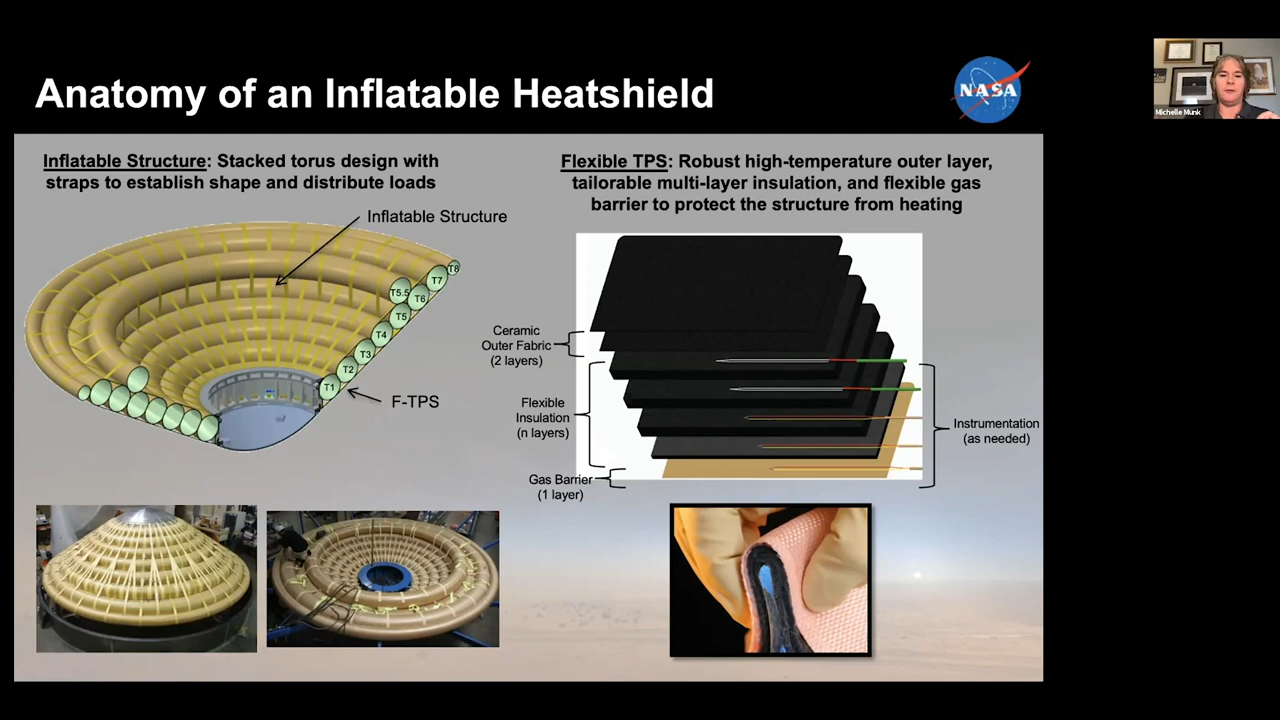 Anatomy of an Inflatable Heatshield
NASA
Michelle Munk
Inflatable Structure: Stacked torus design with
straps to establish shape and distribute loads
Inflatable Structure
T8
T7
T5.5
T6
T5
T4
T3
T2
T1
F-TPS
Flexible TPS: Robust high-temperature outer layer,
tailorable multi-layer insulation, and flexible gas
barrier to protect the structure from heating
Ceramic
Outer Fabric
(2 layers)
Flexible
Insulation
(n layers)
Gas Barrier
(1 layer)
Instrumentation
(as needed)